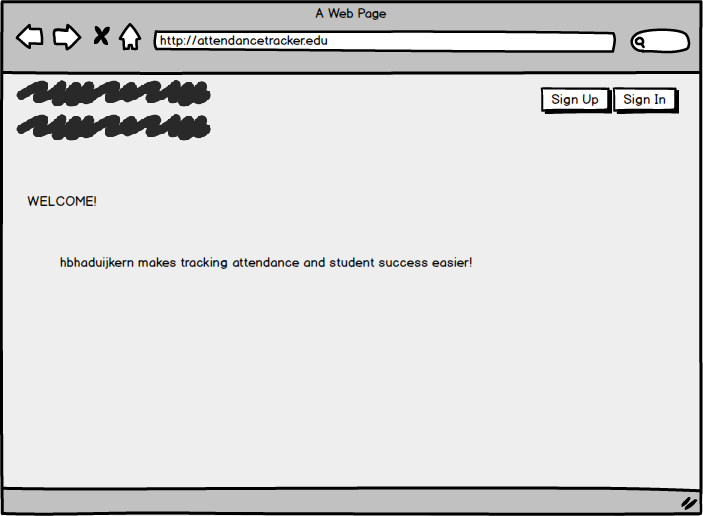 A Web Page
http://attendancetracker.edu
Sign Up Sign In
WELCOME!
hbhaduijkern makes tracking attendance and student success easier!